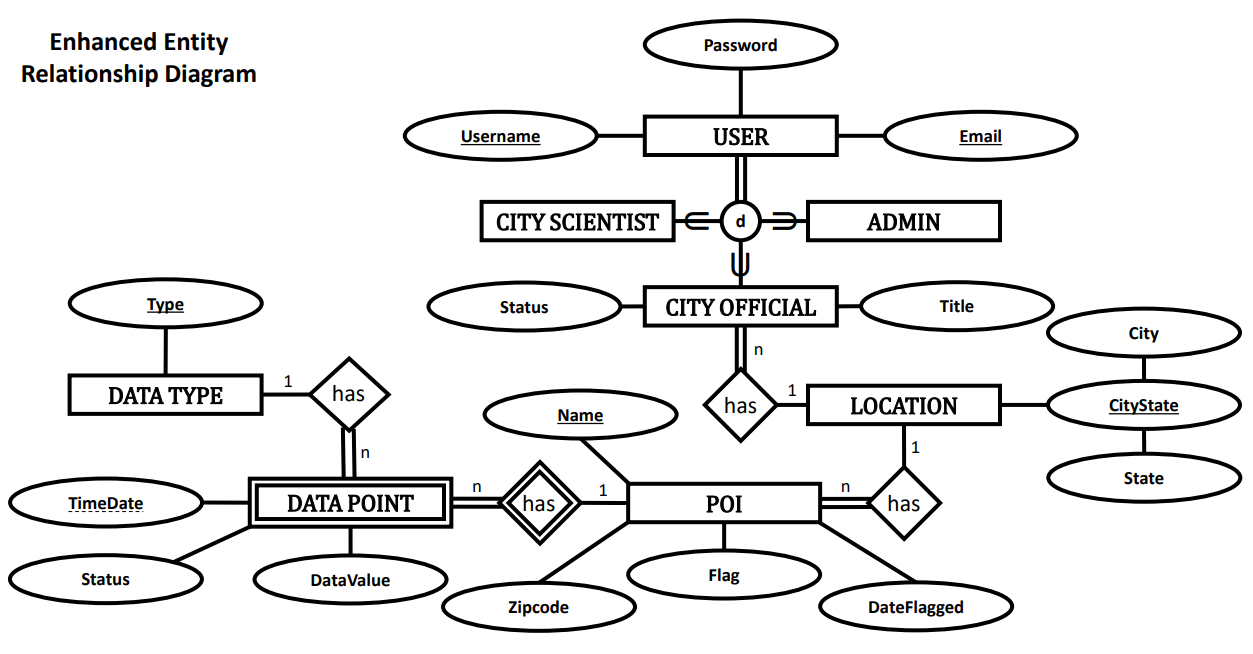 Enhanced Entity
Relationship Diagram
Password
Username
USER
Email
CITY SCIENTIST
d
ADMIN
Status
CITY OFFICIAL
Title
Type
n
City
DATA TYPE
1
has
has
1
LOCATION
CityState
Name
n
1
State
TimeDate
DATA POINT
n
has
1
POI
n
has
Status
DataValue
Zipcode
Flag
DateFlagged